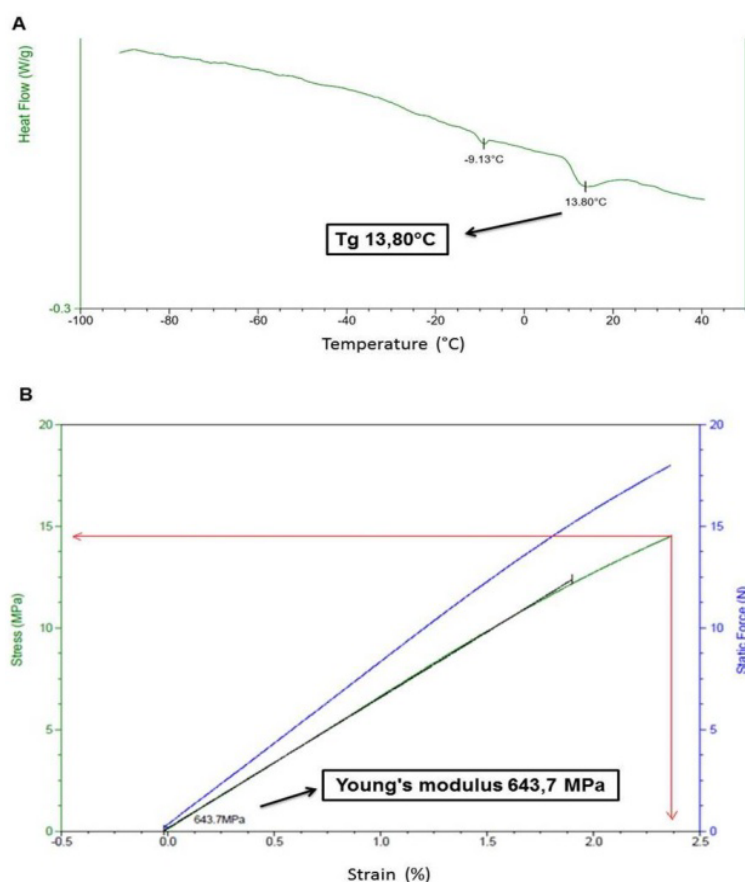 A
Heat Flow (W/g)
-9.13°C
13.80°C
Tg 13,80°C
-0.3
-100 -80 -60 -40 -20 0 20 40
Temperature (°C)
B
20 20
15 15
10 10
5 5
0 0
Stress (MPa)
Static Force (N)
Young's modulus 643,7 MPa
643.7MPa
-0.5 0.0 0.5 1.0 1.5 2.0 2.5
Strain (%)